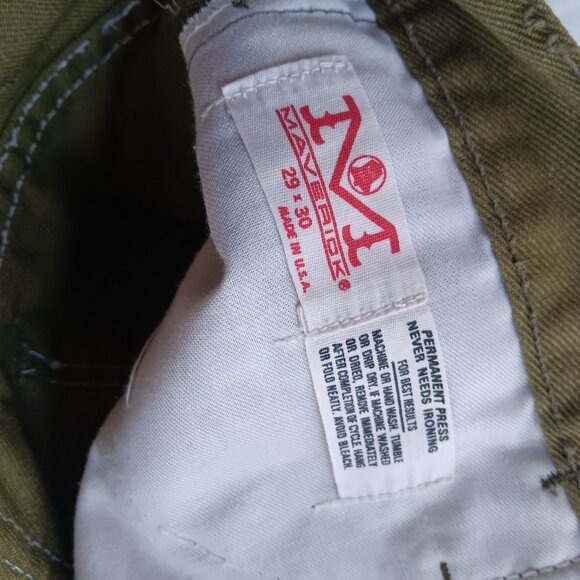 M
MAVERICK®
29 x 30
MADE IN U.S.A.
PERMANENT PRESS
NEVER NEEDS IRONING
FOR BEST RESULTS
MACHINE OR HAND WASH. TUMBLE
OR DRIP DRY. IF MACHINE WASHED
OR DRIED, REMOVE IMMEDIATELY
AFTER COMPLETION OF CYCLE. HANG
OR FOLD NEATLY. AVOID BLEACH.